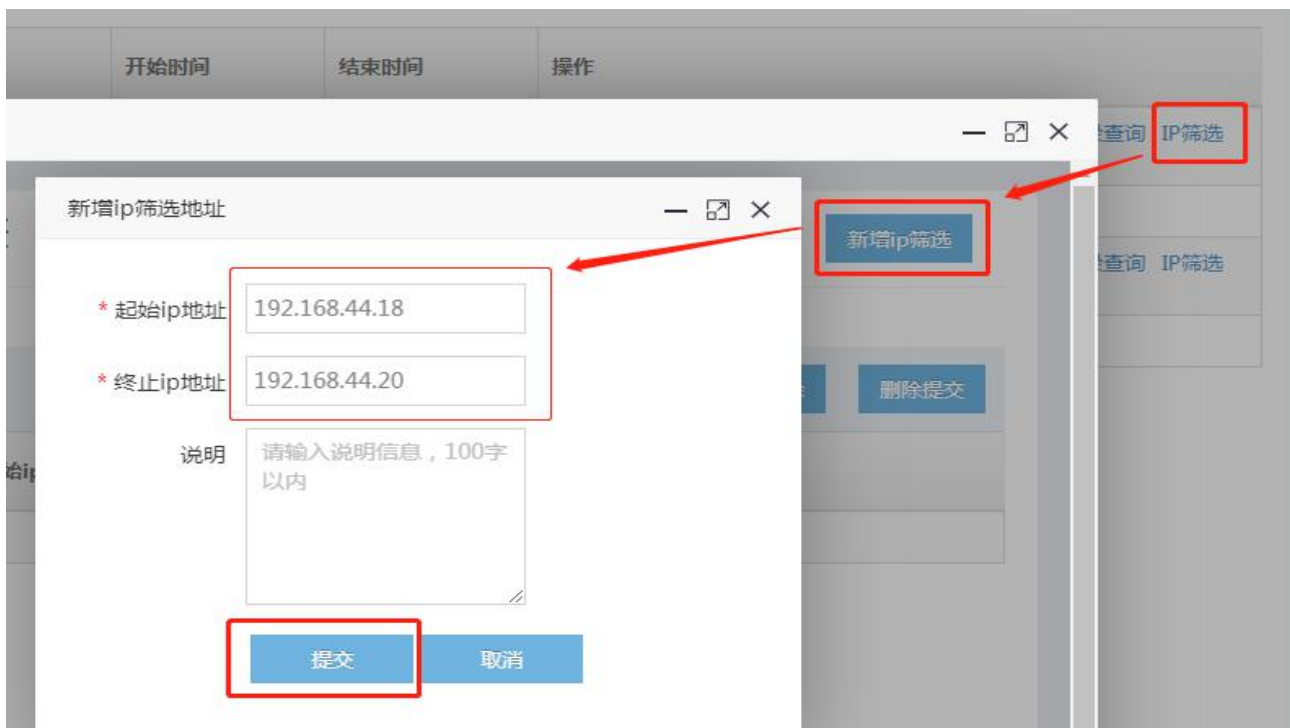 开始时间 结束时间 操作
查询 IP筛选
新增ip筛选地址
新增ip筛选
查询 IP筛选
* 起始ip地址 192.168.44.18
* 终止ip地址 192.168.44.20
删除提交
说明 请输入说明信息，100字
以内
始ip
提交 取消